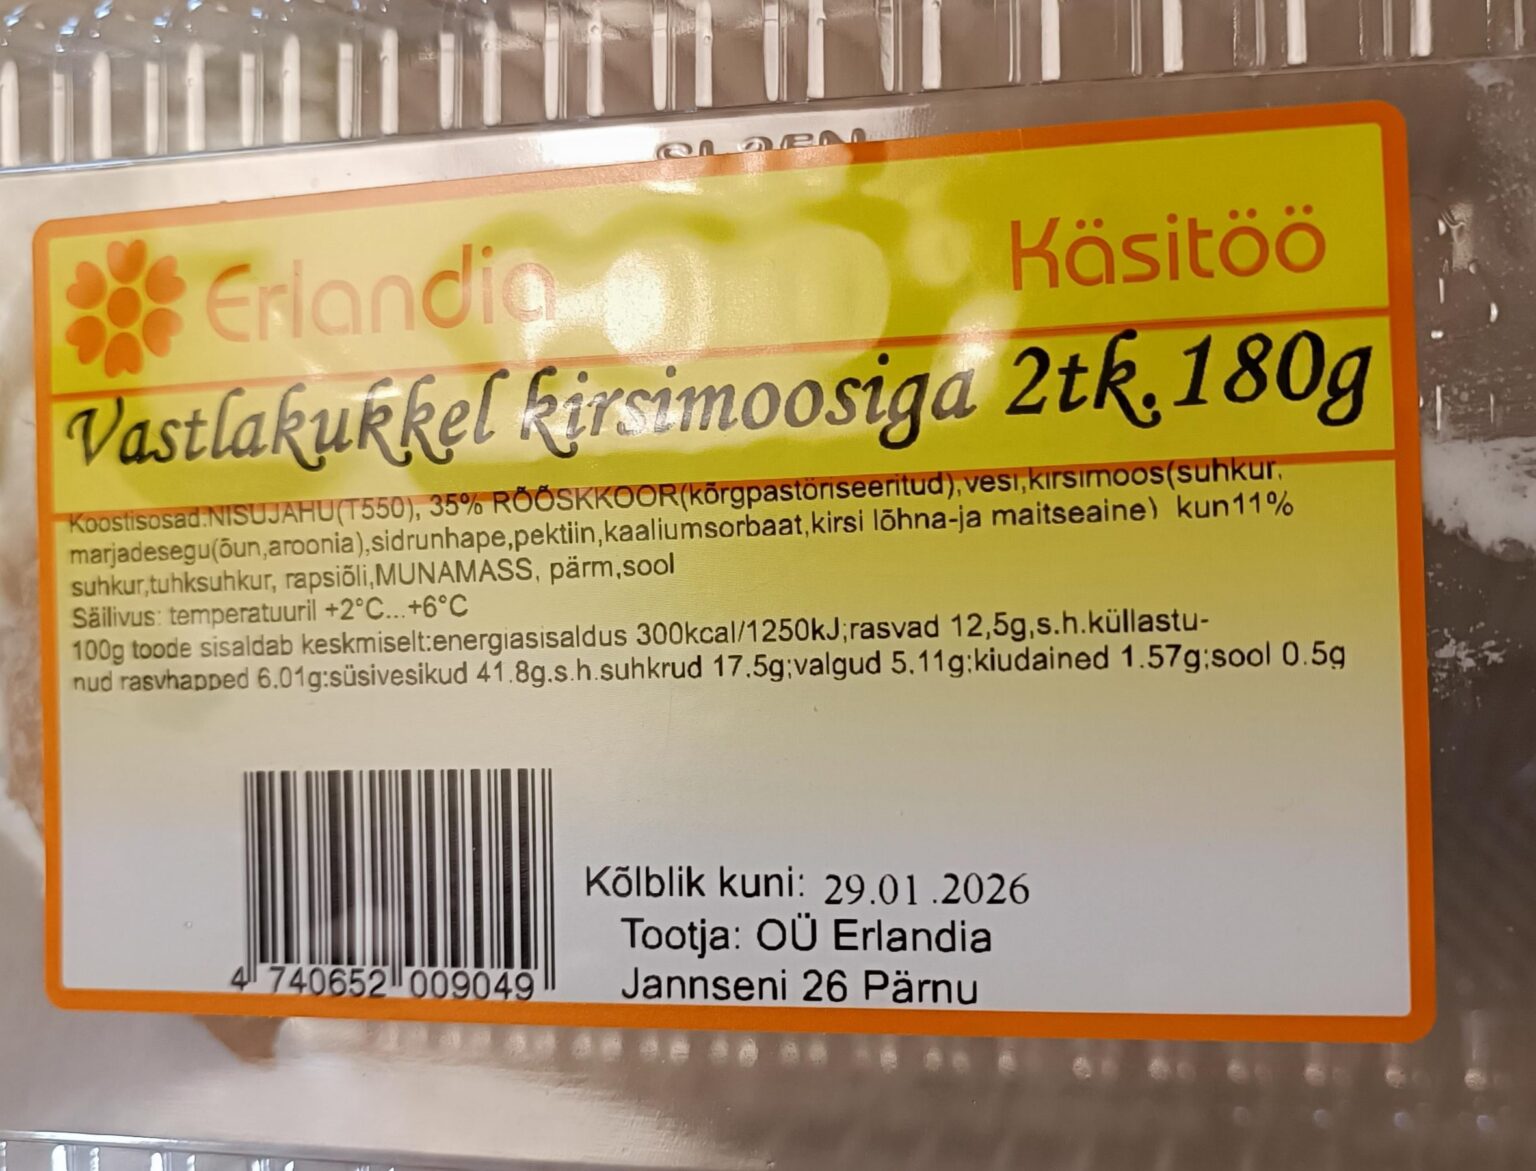 Erlandia
Käsitöö
Vastlakukkel kirsimoosiga 2tk.180g
Koostisosad:NISUJAHU(T550), 35% RÕÕSKKOOR(kõrgpastöriseeritud),vesi,kirsimoos(suhkur,
marjadesegu(õun,aroonia),sidrunhape,pektiin,kaaliumsorbaat,kirsi lõhna-ja maitseaine) kun11%
suhkur,tuhksuhkur, rapsiõli,MUNAMASS, pärm,sool
Säilivus: temperatuuril +2°C...+6°C
100g toode sisaldab keskmiselt:energiasisaldus 300kcal/1250kJ;rasvad 12,5g,s.h.küllastu-
nud rasvhapped 6.01g:süsivesikud 41.8g.s.h.suhkrud 17.5g;valgud 5.11g;kiudained 1.57g;sool 0.5g
4 740652 009049
Kõlblik kuni: 29.01.2026
Tootja: OÜ Erlandia
Jannseni 26 Pärnu